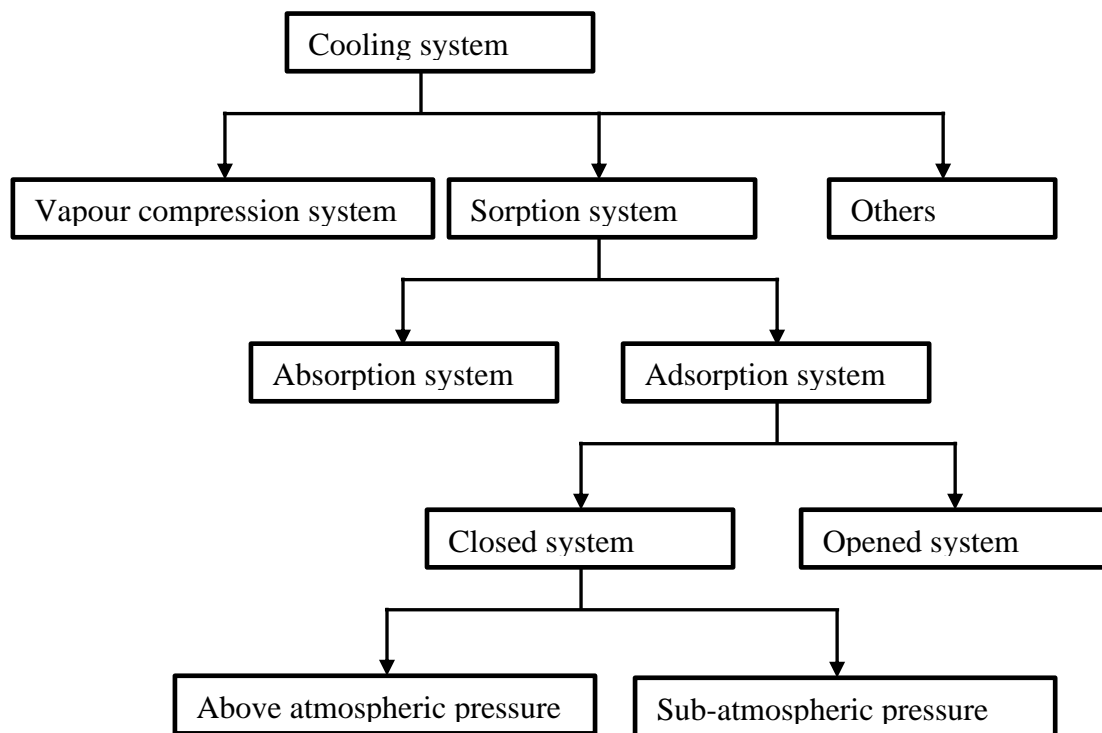 Cooling system
Vapour compression system
Sorption system
Others
Absorption system
Adsorption system
Closed system
Opened system
Above atmospheric pressure
Sub-atmospheric pressure